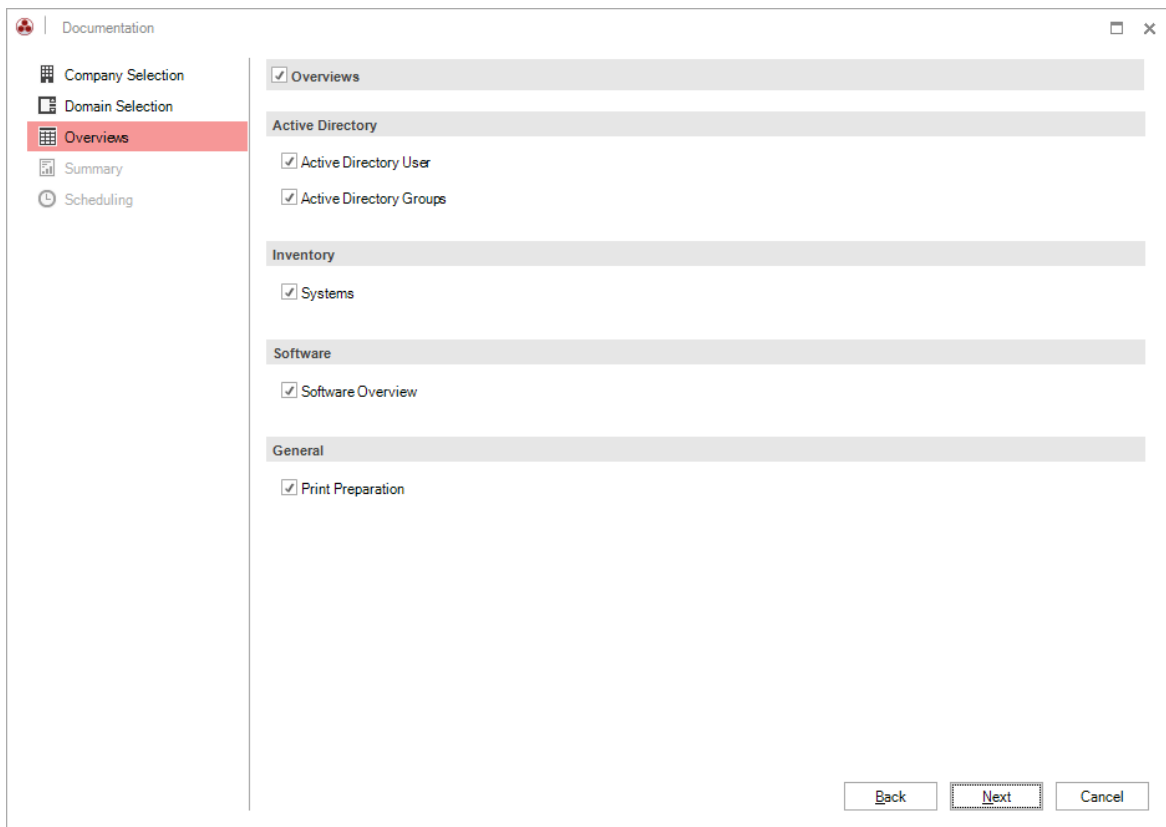 Documentation
Company Selection
Domain Selection
Overviews
Summary
Scheduling
Overviews
Active Directory
Active Directory User
Active Directory Groups
Inventory
Systems
Software
Software Overview
General
Print Preparation
Back
Next
Cancel